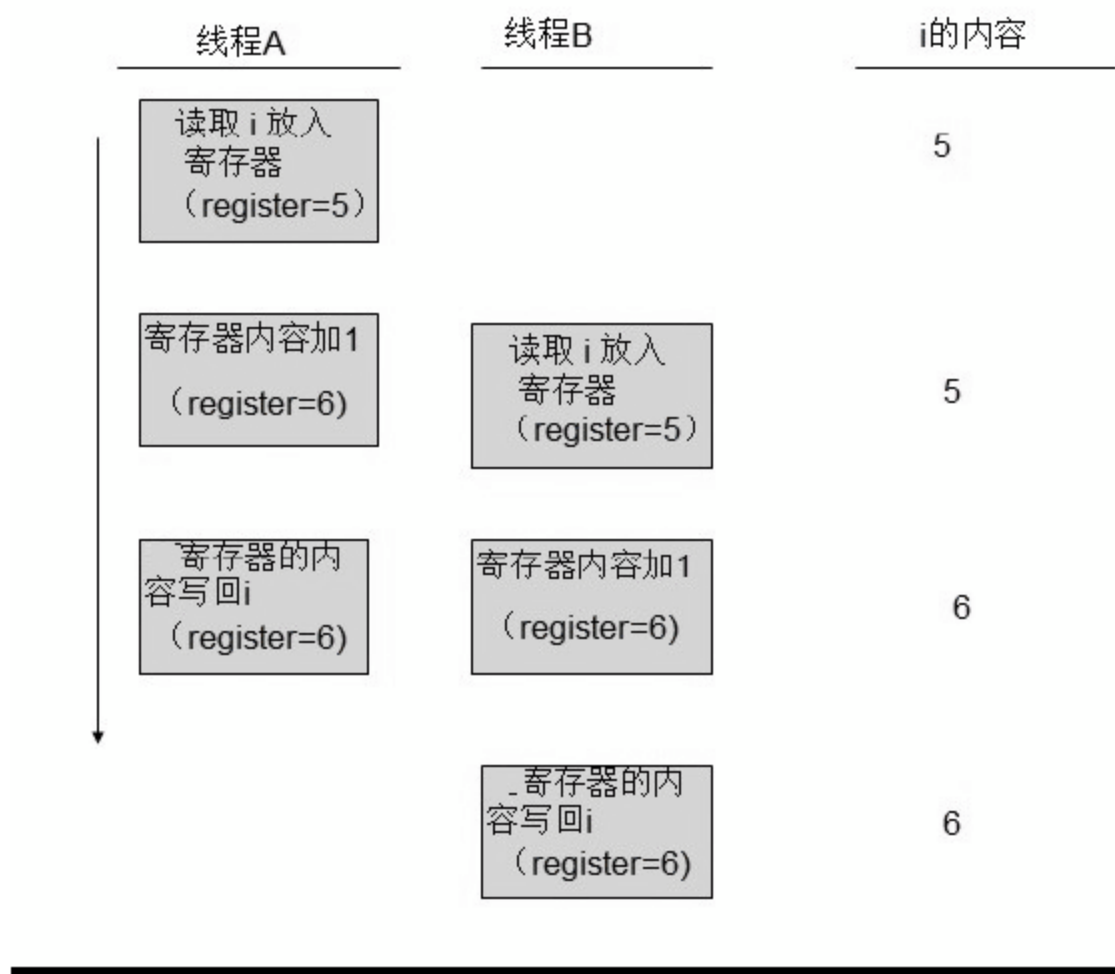 线程A
线程B
i的内容
读取 i 放入
寄存器
（register=5）
5
寄存器内容加1
（register=6)
读取 i 放入
寄存器
（register=5）
5
寄存器的内
容写回i
（register=6)
寄存器内容加1
（register=6)
6
寄存器的内
容写回i
（register=6)
6